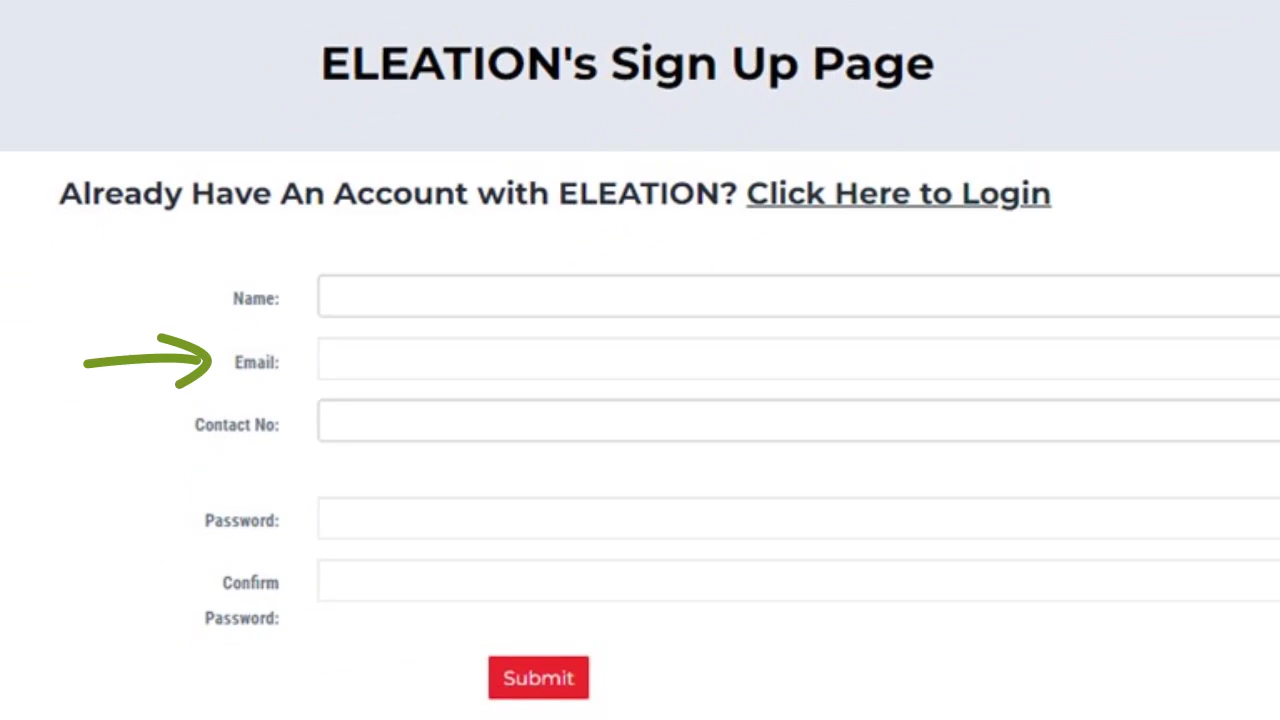 ELEATION's Sign Up Page
Already Have An Account with ELEATION? Click Here to Login
Name:
Email:
Contact No:
Password:
Confirm
Password:
Submit